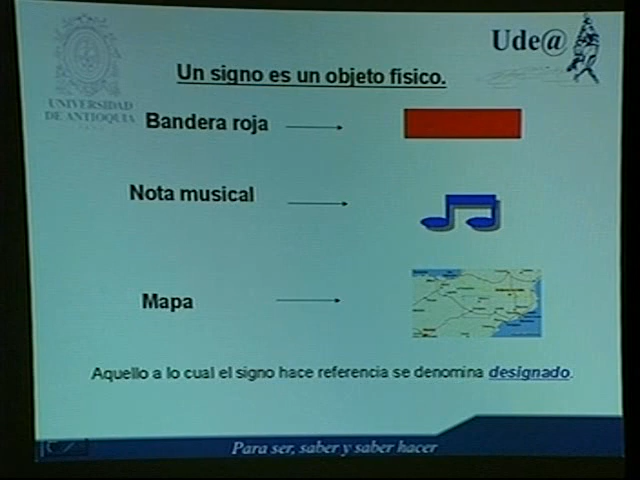 Ude@
UNIVERSIDAD
DE ANTIOQUIA
Un signo es un objeto físico.
Bandera roja
Nota musical
Mapa
Aquello a lo cual el signo hace referencia se denomina designado.
Para ser, saber y saber hacer